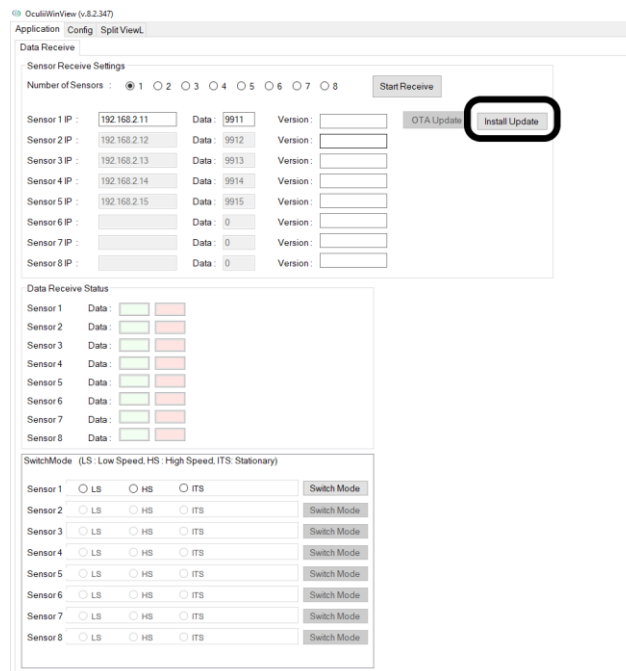 OculiiWinView (v.8.2.347)
Application Config Split ViewL
Data Receive
Sensor Receive Settings
Number of Sensors : 1 2 3 4 5 6 7 8 Start Receive
Sensor 1 IP : 192.168.2.11 Data : 9911 Version : OTA Update Install Update
Sensor 2 IP : 192.168.2.12 Data : 9912 Version :
Sensor 3 IP : 192.168.2.13 Data : 9913 Version :
Sensor 4 IP : 192.168.2.14 Data : 9914 Version :
Sensor 5 IP : 192.168.2.15 Data : 9915 Version :
Sensor 6 IP : Data : 0 Version :
Sensor 7 IP : Data : 0 Version :
Sensor 8 IP : Data : 0 Version :
Data Receive Status
Sensor 1 Data :
Sensor 2 Data :
Sensor 3 Data :
Sensor 4 Data :
Sensor 5 Data :
Sensor 6 Data :
Sensor 7 Data :
Sensor 8 Data :
SwitchMode (LS : Low Speed, HS : High Speed, ITS: Stationary)
Sensor 1 LS HS ITS Switch Mode
Sensor 2 LS HS ITS Switch Mode
Sensor 3 LS HS ITS Switch Mode
Sensor 4 LS HS ITS Switch Mode
Sensor 5 LS HS ITS Switch Mode
Sensor 6 LS HS ITS Switch Mode
Sensor 7 LS HS ITS Switch Mode
Sensor 8 LS HS ITS Switch Mode